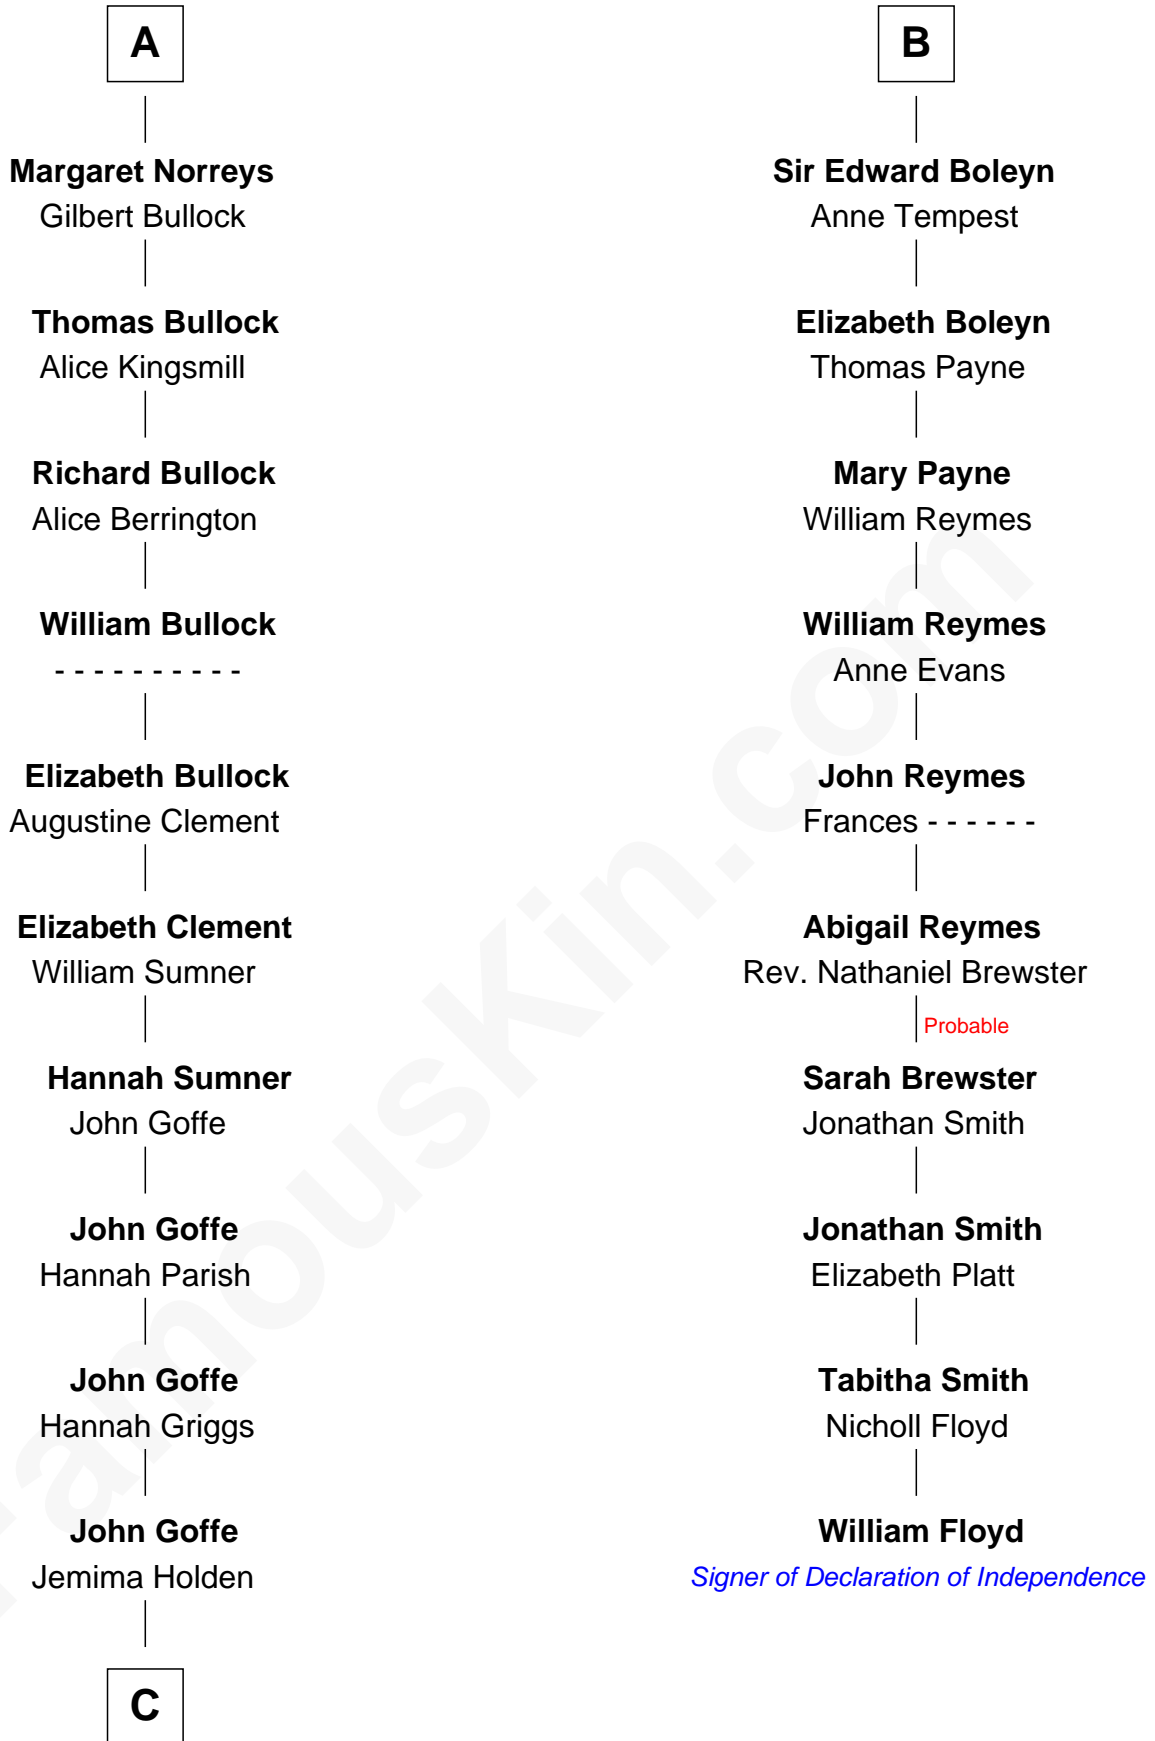 A
Margaret Norreys
Gilbert Bullock
Thomas Bullock
Alice Kingsmill
Richard Bullock
Alice Berrington
William Bullock
- - - - - - - - - -
Elizabeth Bullock
Augustine Clement
Elizabeth Clement
William Sumner
Hannah Sumner
John Goffe
John Goffe
Hannah Parish
John Goffe
Hannah Griggs
John Goffe
Jemima Holden
C
B
Sir Edward Boleyn
Anne Tempest
Elizabeth Boleyn
Thomas Payne
Mary Payne
William Reymes
William Reymes
Anne Evans
John Reymes
Frances - - - - - -
Abigail Reymes
Rev. Nathaniel Brewster
Probable
Sarah Brewster
Jonathan Smith
Jonathan Smith
Elizabeth Platt
Tabitha Smith
Nicholl Floyd
William Floyd
Signer of Declaration of Independence
FamousKin.com